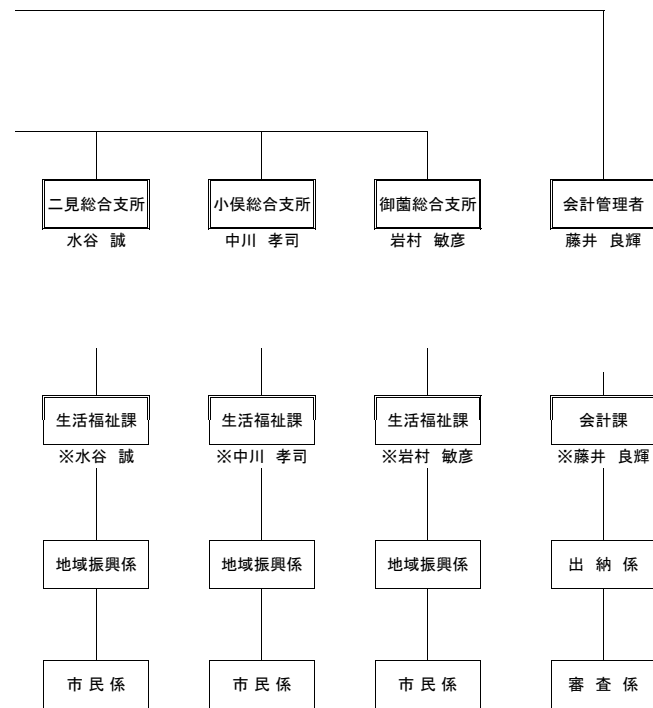 二見総合支所 小俣総合支所 御薗総合支所 会計管理者
水谷 誠 中川 孝司 岩村 敏彦 藤井 良輝
生活福祉課 生活福祉課 生活福祉課 会計課
※水谷 誠 ※中川 孝司 ※岩村 敏彦 ※藤井 良輝
地域振興係 地域振興係 地域振興係 出 納 係
市 民 係 市 民 係 市 民 係 審 査 係